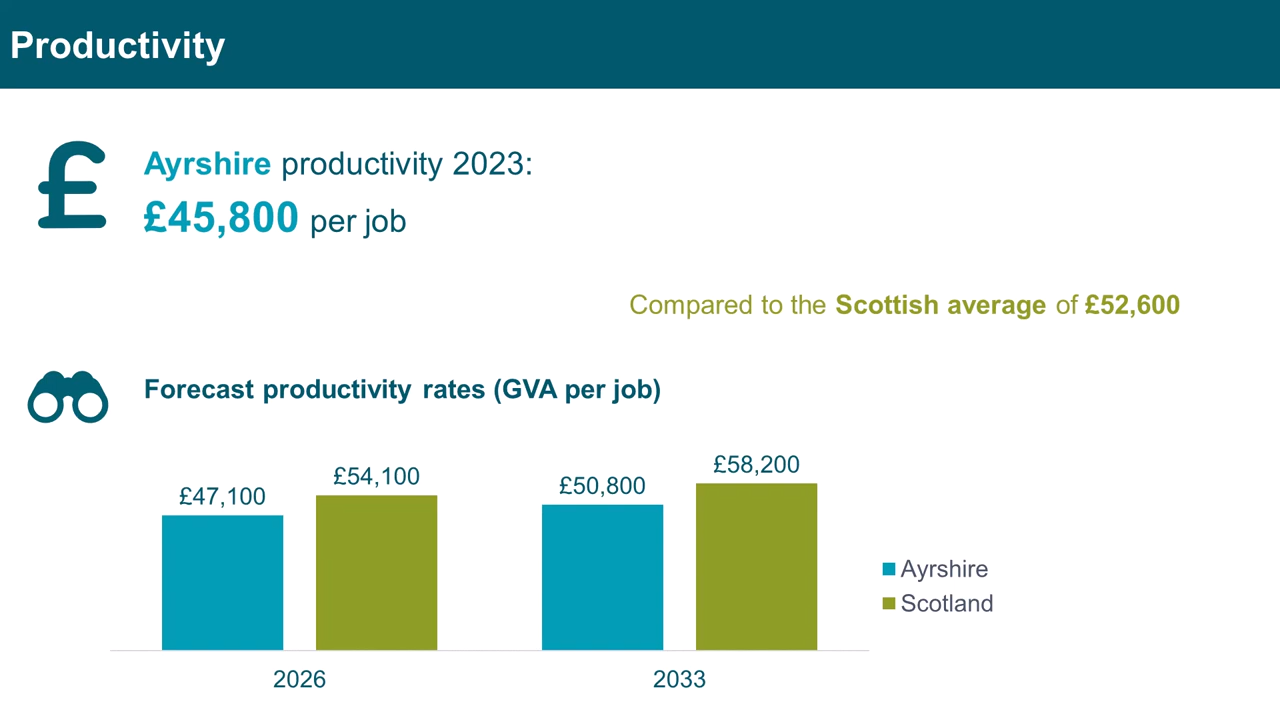 Productivity
Ayrshire productivity 2023:
£45,800 per job
Compared to the Scottish average of £52,600
Forecast productivity rates (GVA per job)
£47,100
£54,100
£50,800
£58,200
Ayrshire
Scotland
2026
2033